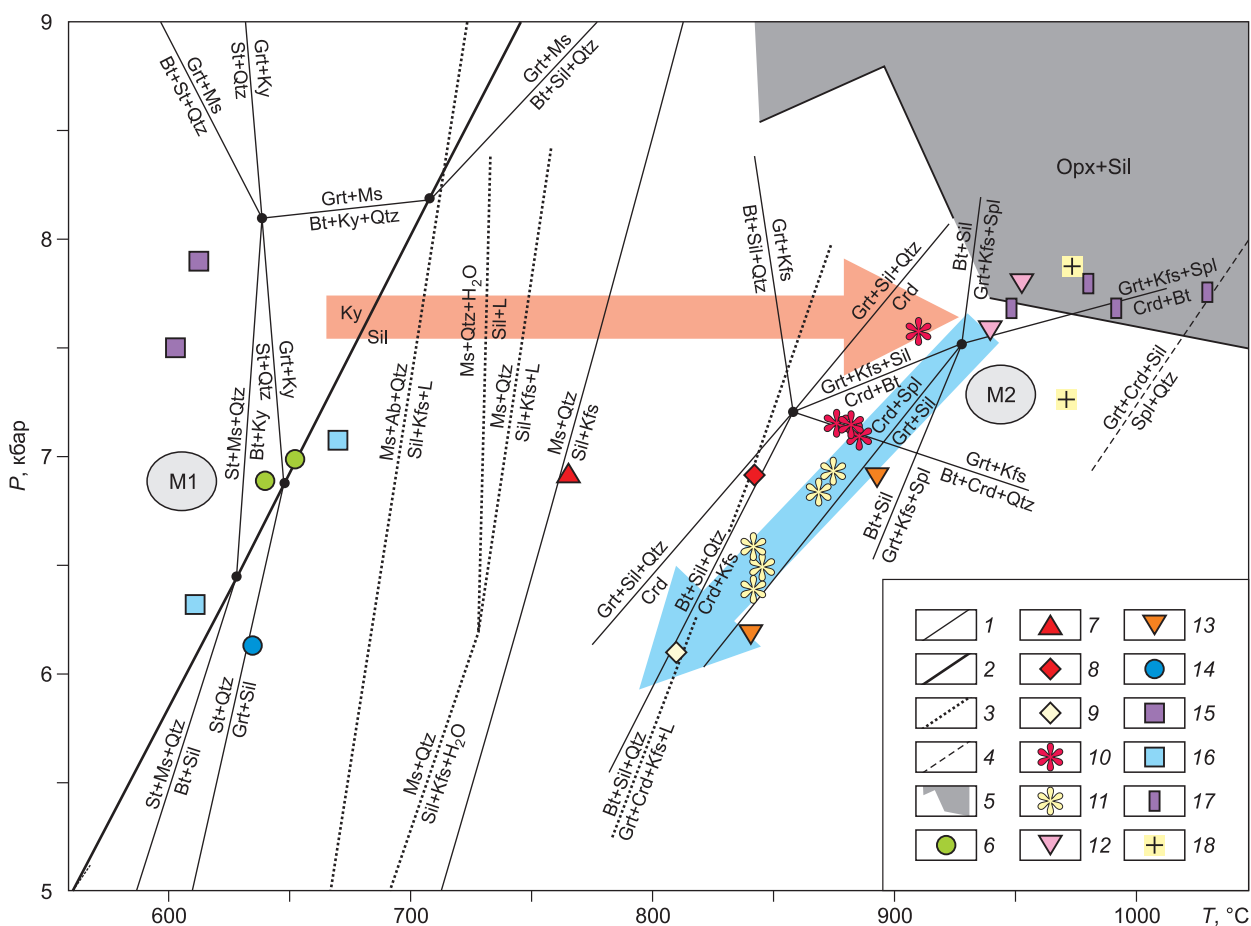 9
8
7
6
5
P, кбар
600
700
800
900
1000
T, °C
Grt+Ms
Bt+St+Qtz
St+Qtz
Grt+Ky
Grt+Ms
Bt+Sil+Qtz
Grt+Ms
Bt+Ky+Qtz
Opx+Sil
Bt+Sil+Qtz
Grt+Kfs
Grt+Sil+Qtz
Crd
Bt+Sil
Grt+Kfs+Spl
Grt+Kfs+Spl
Crd+Bt
Ky
Sil
Ms+Qtz+H₂O
Sil+L
St+Qtz
Grt+Ky
St+Ms+Qtz
Bt+Ky
Ms+Ab+Qtz
Sil+Kfs+L
Ms+Qtz
Sil+Kfs+L
Ms+Qtz
Sil+Kfs
Grt+Kfs+Sil
Crd+Bt
Crd+Spl
Grt+Sil
M2
Grt+Crd+Sil
Spl+Qtz
M1
Grt+Kfs
Bt+Crd+Qtz
Bt+Sil
Grt+Kfs+Spl
Grt+Sil+Qtz
Crd
Bt+Sil+Qtz
Crd+Kfs
St+Qtz
Grt+Sil
St+Ms+Qtz
Bt+Sil
Ms+Qtz
Sil+Kfs+H₂O
Bt+Sil+Qtz
Grt+Crd+Kfs+L
1
7
13
2
8
14
3
9
15
4
10
16
5
11
17
6
12
18